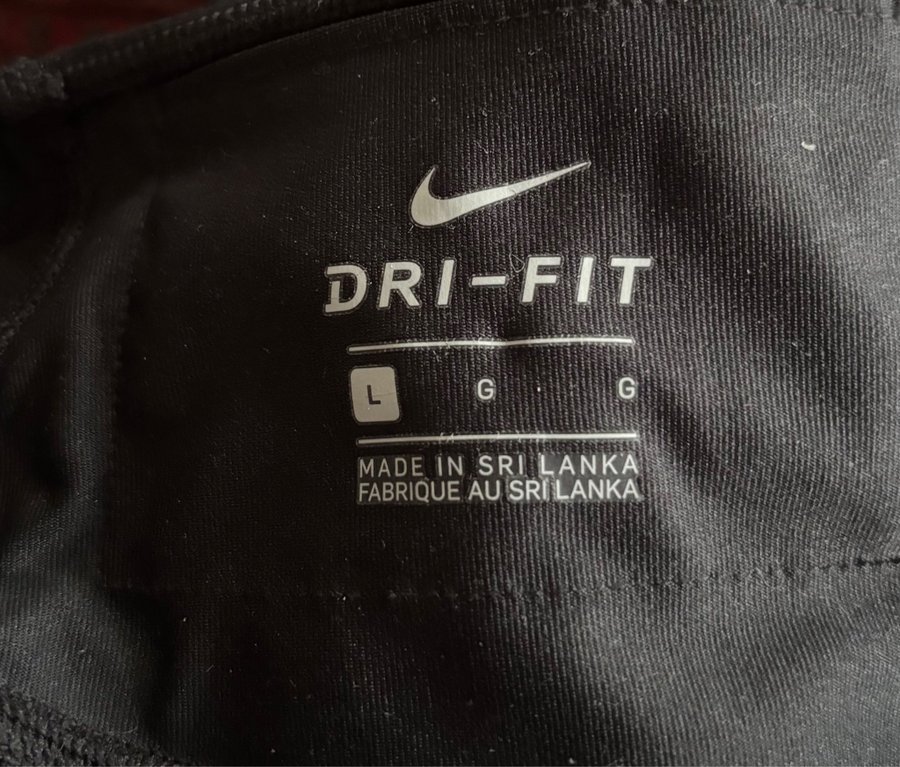 DRI-FIT
L G G
MADE IN SRI LANKA
FABRIQUE AU SRI LANKA